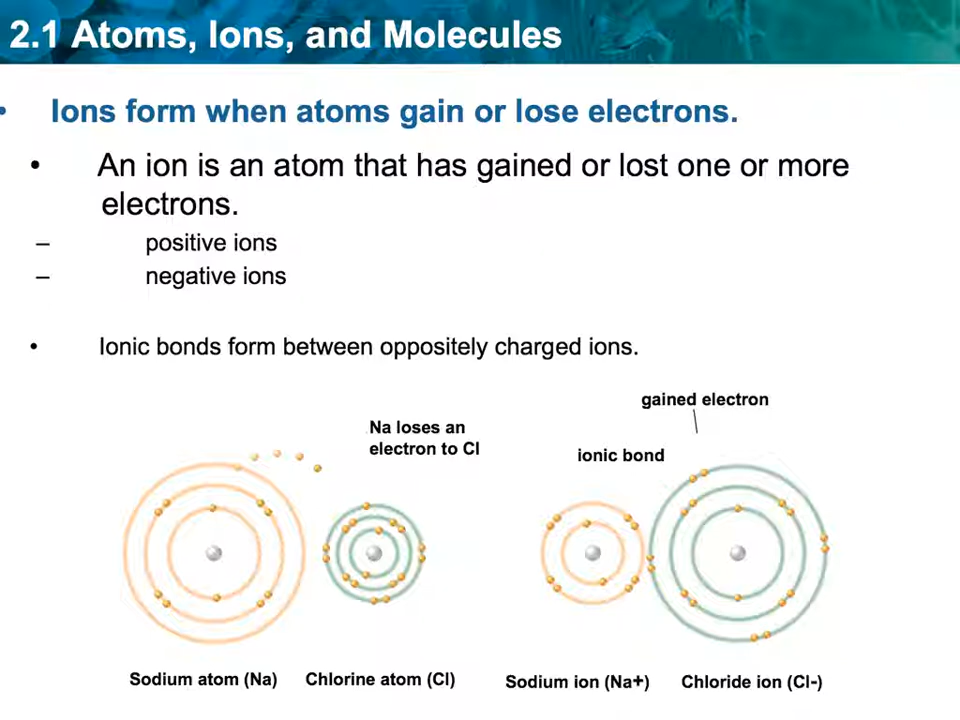 2.1 Atoms, Ions, and Molecules
• Ions form when atoms gain or lose electrons.
• An ion is an atom that has gained or lost one or more
electrons.
– positive ions
– negative ions
• Ionic bonds form between oppositely charged ions.
gained electron
Na loses an
electron to Cl
ionic bond
Sodium atom (Na)
Chlorine atom (Cl)
Sodium ion (Na+)
Chloride ion (Cl-)